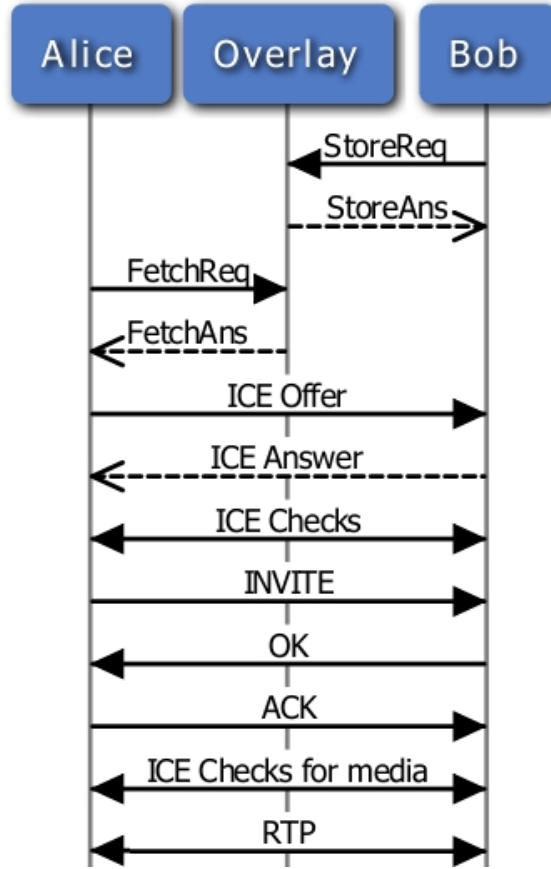 Alice Overlay Bob
StoreReq
StoreAns
FetchReq
FetchAns
ICE Offer
ICE Answer
ICE Checks
INVITE
OK
ACK
ICE Checks for media
RTP